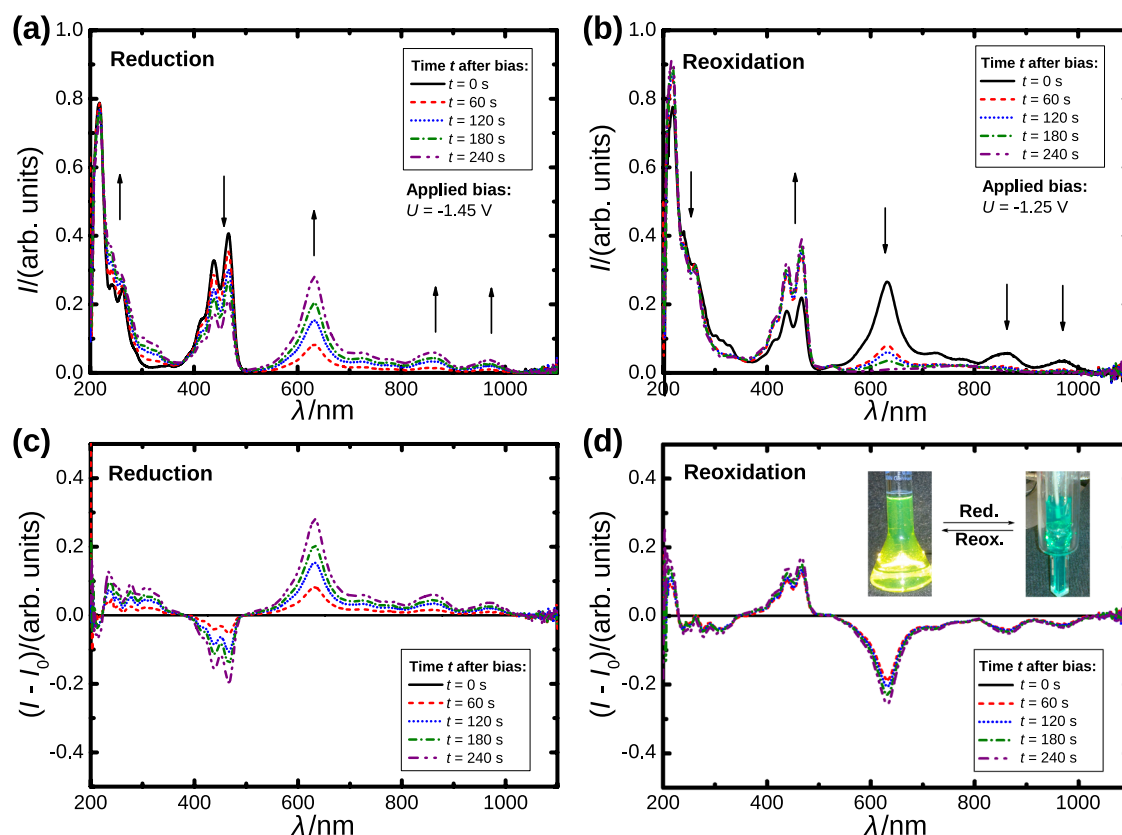 (a)
Reduction
Time t after bias:
t = 0 s
t = 60 s
t = 120 s
t = 180 s
t = 240 s
Applied bias:
U = -1.45 V
I/(arb. units)
1.0
0.8
0.6
0.4
0.2
0.0
200 400 600 800 1000
λ/nm
(b)
Reoxidation
Time t after bias:
t = 0 s
t = 60 s
t = 120 s
t = 180 s
t = 240 s
Applied bias:
U = -1.25 V
I/(arb. units)
1.0
0.8
0.6
0.4
0.2
0.0
200 400 600 800 1000
λ/nm
(c)
Reduction
Time t after bias:
t = 0 s
t = 60 s
t = 120 s
t = 180 s
t = 240 s
(I - I0)/(arb. units)
0.4
0.2
0.0
-0.2
-0.4
200 400 600 800 1000
λ/nm
(d)
Reoxidation
Red.
Reox.
Time t after bias:
t = 0 s
t = 60 s
t = 120 s
t = 180 s
t = 240 s
(I - I0)/(arb. units)
0.4
0.2
0.0
-0.2
-0.4
200 400 600 800 1000
λ/nm